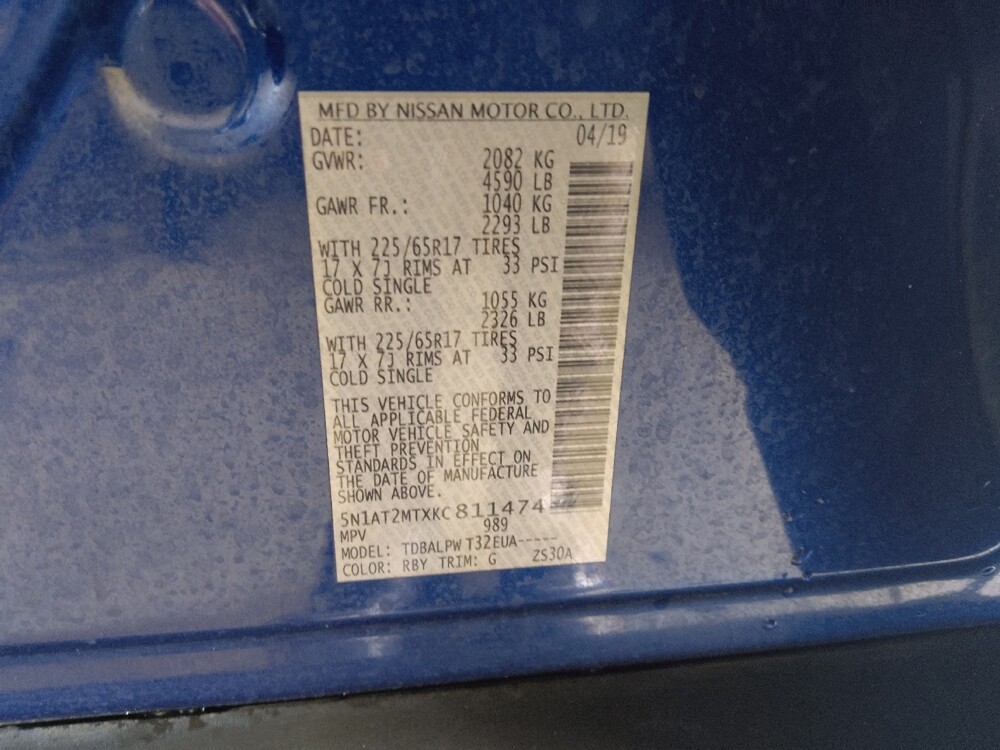 MFD BY NISSAN MOTOR CO., LTD.
DATE: 04/19
GVWR: 2082 KG
4590 LB
GAWR FR.: 1040 KG
2293 LB
WITH 225/65R17 TIRES
17 X 7J RIMS AT 33 PSI
COLD SINGLE
GAWR RR.: 1055 KG
2326 LB
WITH 225/65R17 TIRES
17 X 7J RIMS AT 33 PSI
COLD SINGLE
THIS VEHICLE CONFORMS TO
ALL APPLICABLE FEDERAL
MOTOR VEHICLE SAFETY AND
THEFT PREVENTION
STANDARDS IN EFFECT ON
THE DATE OF MANUFACTURE
SHOWN ABOVE.
5N1AT2MTXKC811474
MPV 989
MODEL: TDBALPW T32EUA-----
COLOR: RBY TRIM: G ZS30A